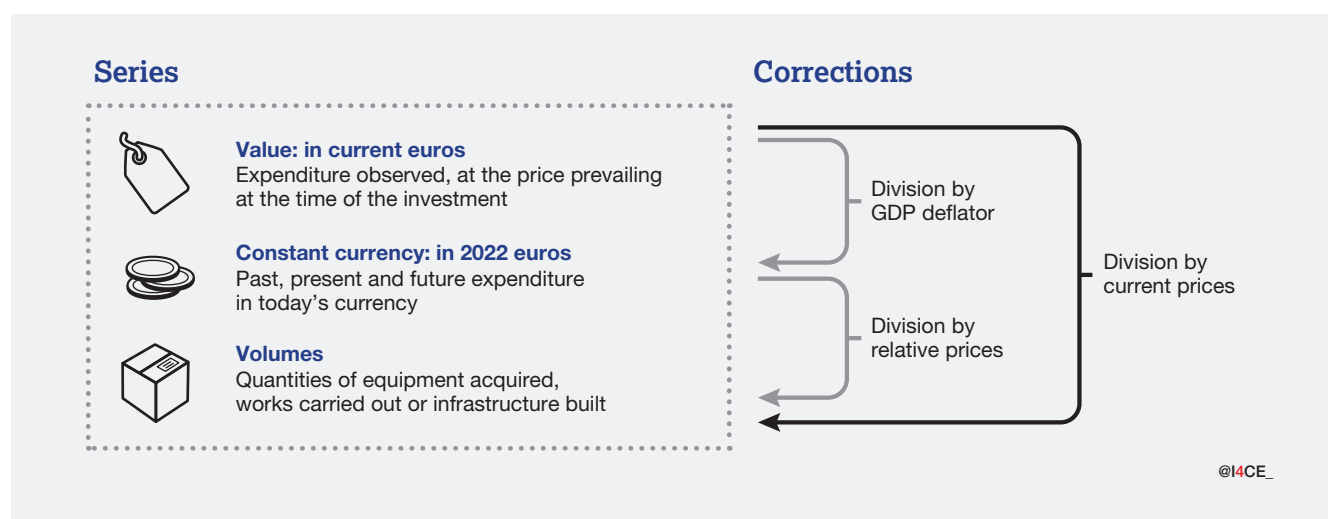 Series
Corrections
Value: in current euros
Expenditure observed, at the price prevailing
at the time of the investment
Constant currency: in 2022 euros
Past, present and future expenditure
in today's currency
Volumes
Quantities of equipment acquired,
works carried out or infrastructure built
Division by
GDP deflator
Division by
relative prices
Division by
current prices
@I4CE_